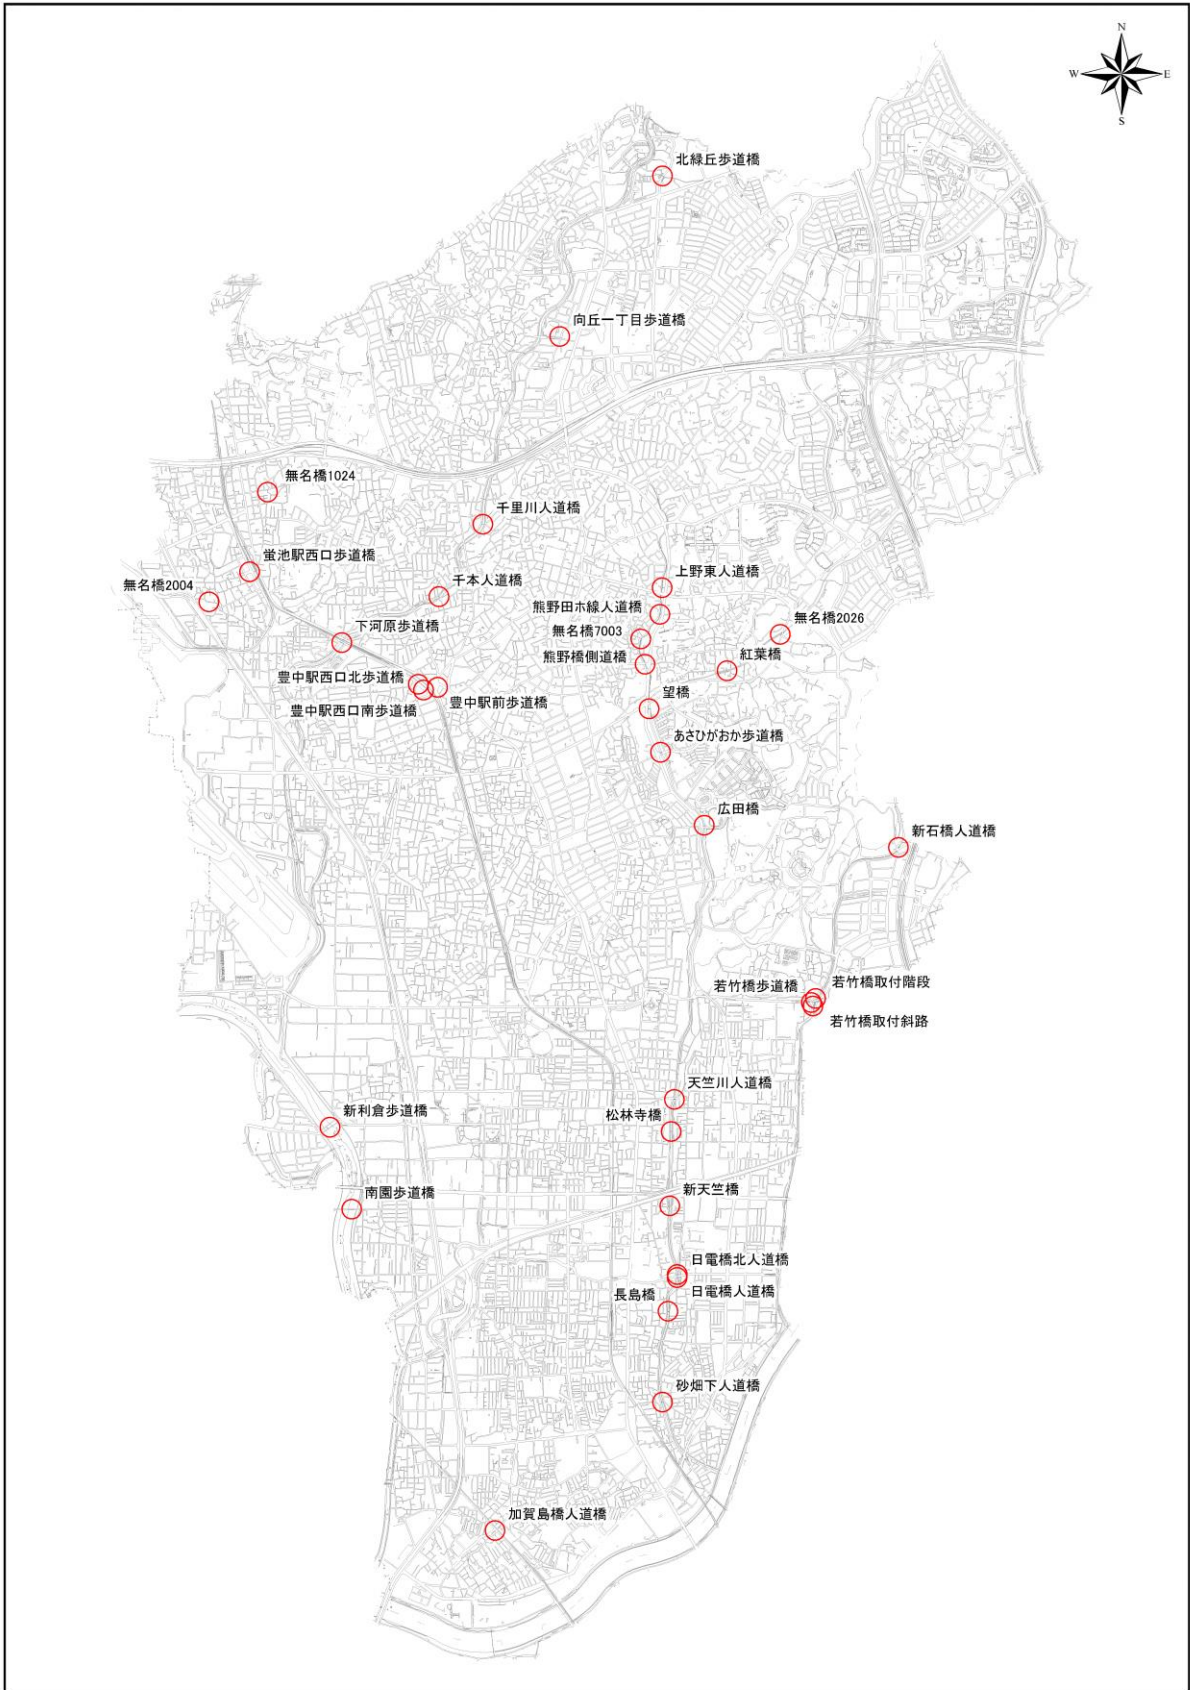 N
W
E
S
北緑丘歩道橋
向丘一丁目歩道橋
無名橋1024
千里川人道橋
蛍池駅西口歩道橋
上野東人道橋
千本人道橋
無名橋2004
熊野田ホ線人道橋
無名橋2026
下河原歩道橋
無名橋7003
紅葉橋
熊野橋側道橋
豊中駅西口北歩道橋
豊中駅前歩道橋
望橋
豊中駅西口南歩道橋
あさひがおか歩道橋
広田橋
新石橋人道橋
若竹橋取付階段
若竹橋歩道橋
若竹橋取付斜路
天竺川人道橋
新利倉歩道橋
松林寺橋
南園歩道橋
新天竺橋
日電橋北人道橋
日電橋人道橋
長島橋
砂畑下人道橋
加賀島橋人道橋